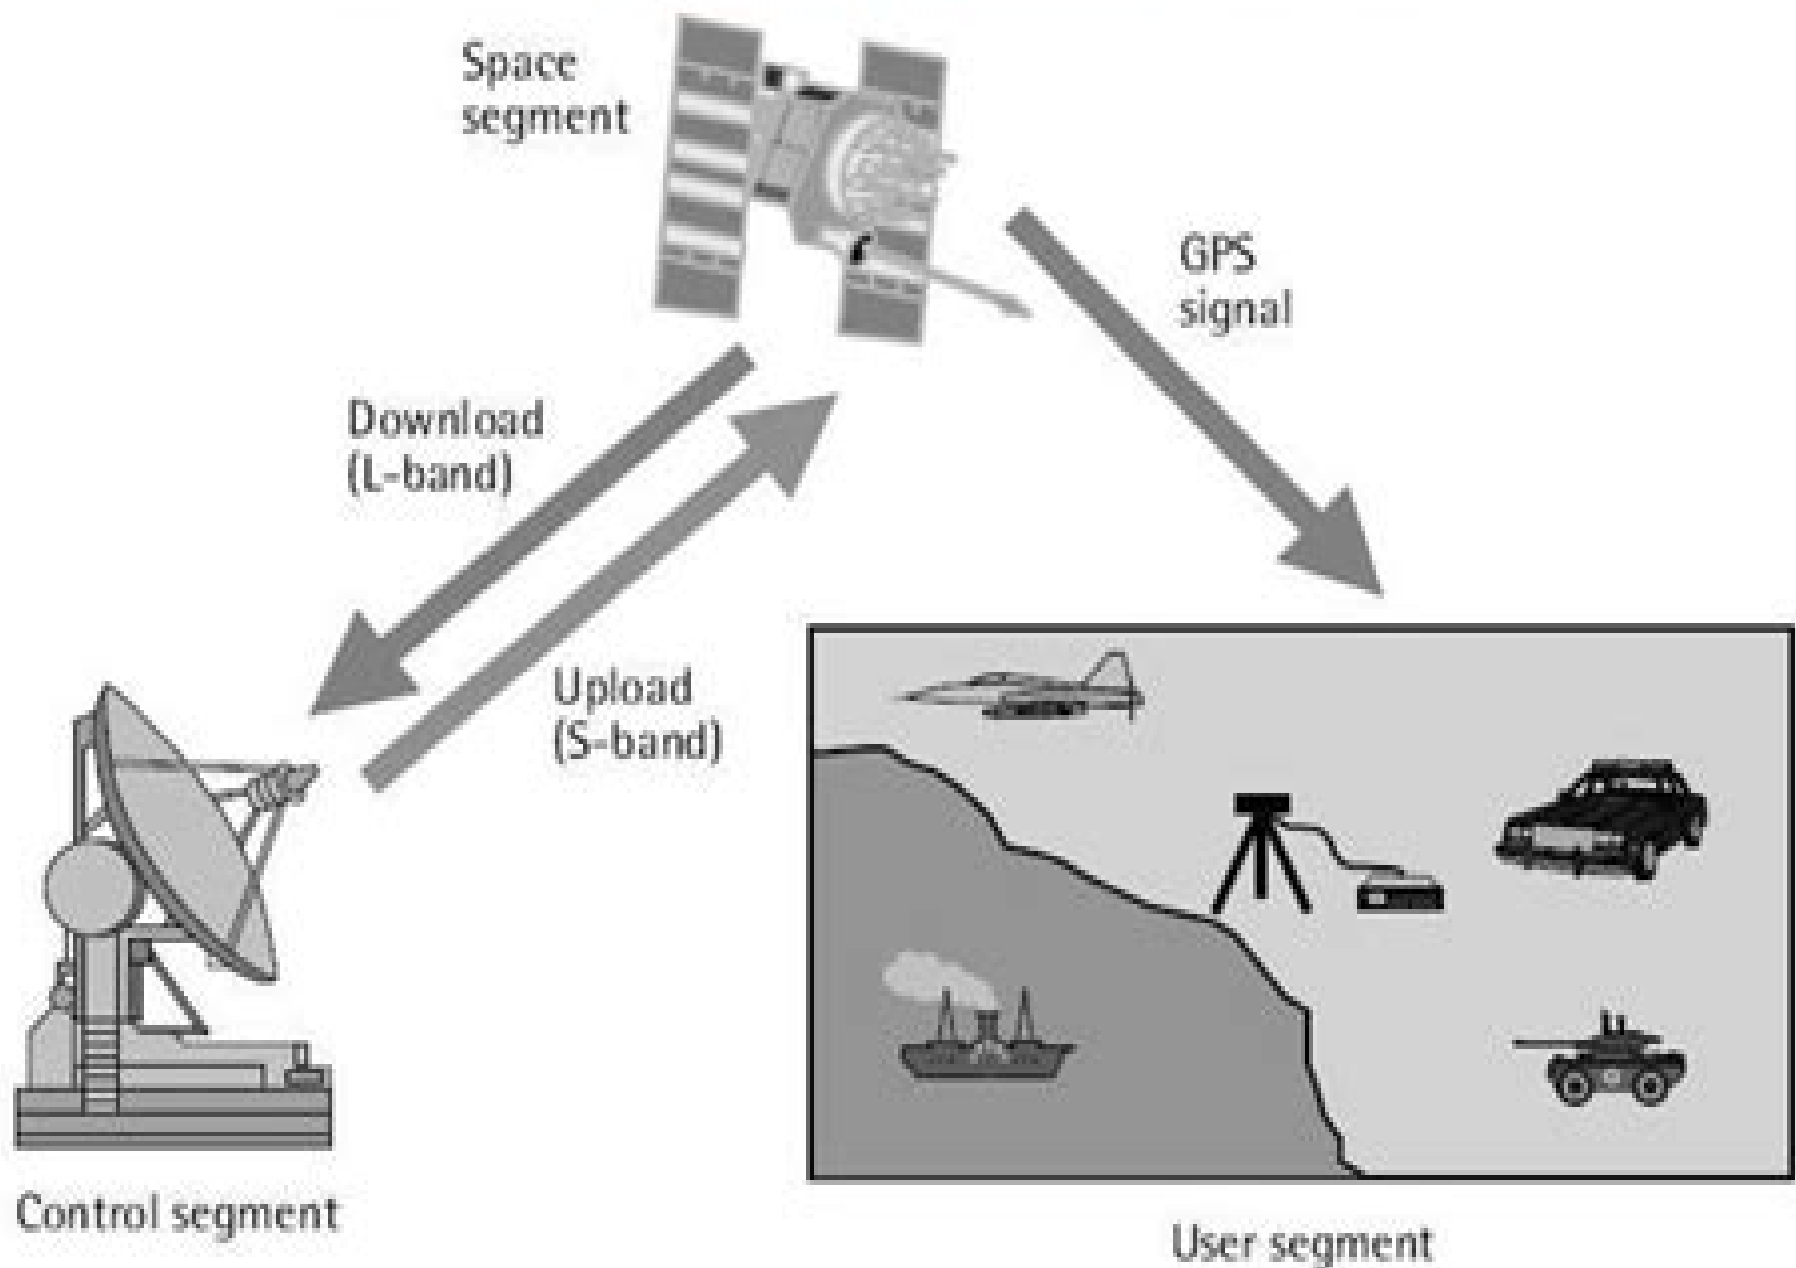 Space
segment
GPS
signal
Download
(L-band)
Upload
(S-band)
Control segment
User segment